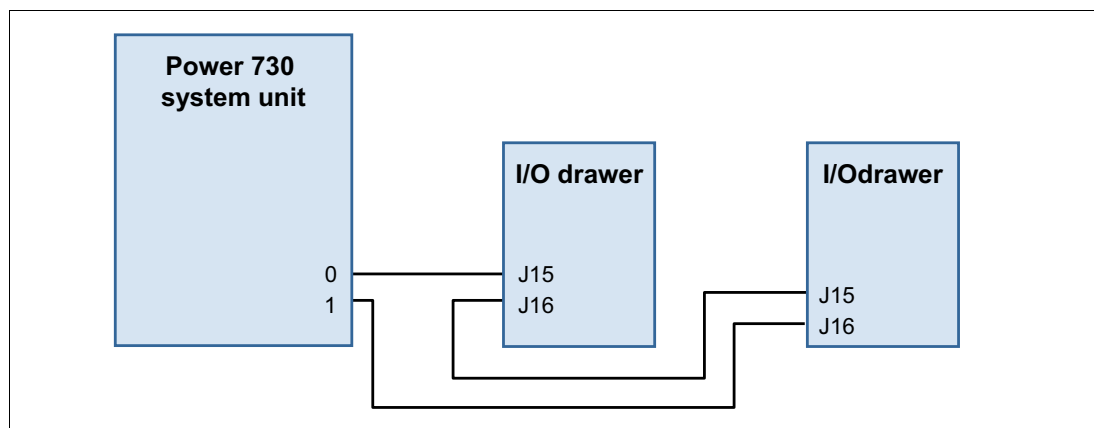 Power 730
system unit
I/O drawer
I/Odrawer
0
J15
1
J16
J15
J16